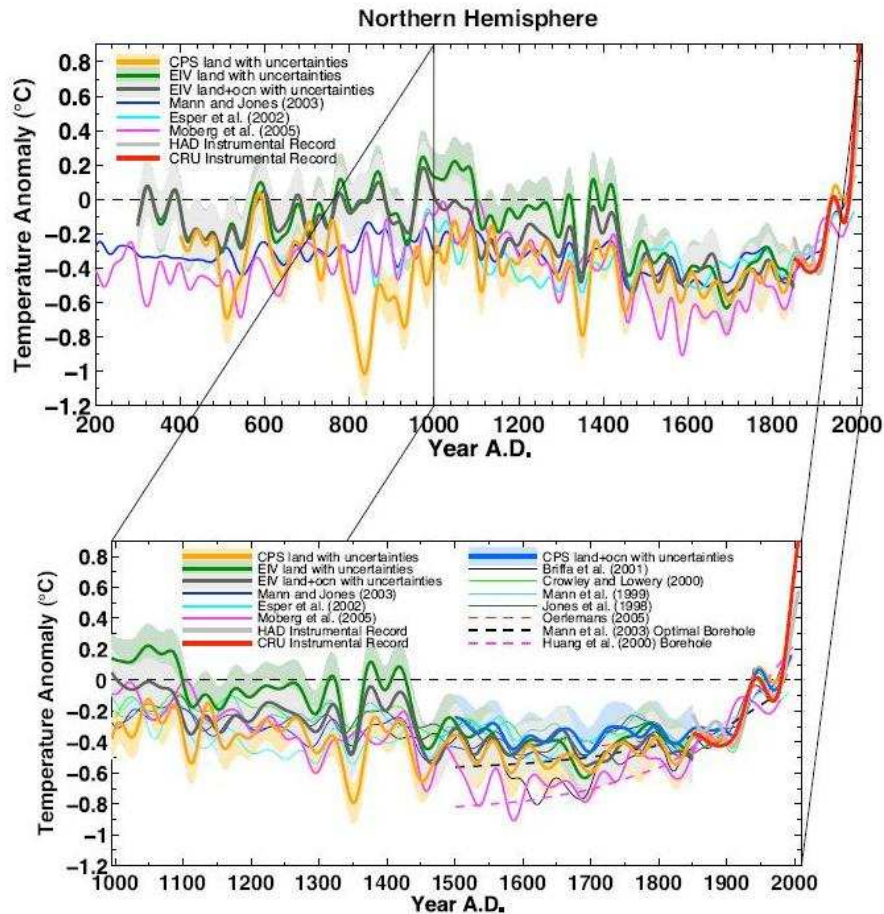 Northern Hemisphere
Temperature Anomaly (°C)
0.8
0.6
0.4
0.2
0
−0.2
−0.4
−0.6
−0.8
−1
−1.2
CPS land with uncertainties
EIV land with uncertainties
EIV land+ocn with uncertainties
Mann and Jones (2003)
Esper et al. (2002)
Moberg et al. (2005)
HAD Instrumental Record
CRU Instrumental Record
200 400 600 800 1000 1200 1400 1600 1800 2000
Year A.D.
Temperature Anomaly (°C)
0.8
0.6
0.4
0.2
0
−0.2
−0.4
−0.6
−0.8
−1
−1.2
CPS land with uncertainties
EIV land with uncertainties
EIV land+ocn with uncertainties
Mann and Jones (2003)
Esper et al. (2002)
Moberg et al. (2005)
HAD Instrumental Record
CRU Instrumental Record
CPS land+ocn with uncertainties
Briffa et al. (2001)
Crowley and Lowery (2000)
Mann et al. (1999)
Jones et al. (1998)
Oerlemans (2005)
Mann et al. (2003) Optimal Borehole
Huang et al. (2000) Borehole
1000 1100 1200 1300 1400 1500 1600 1700 1800 1900 2000
Year A.D.